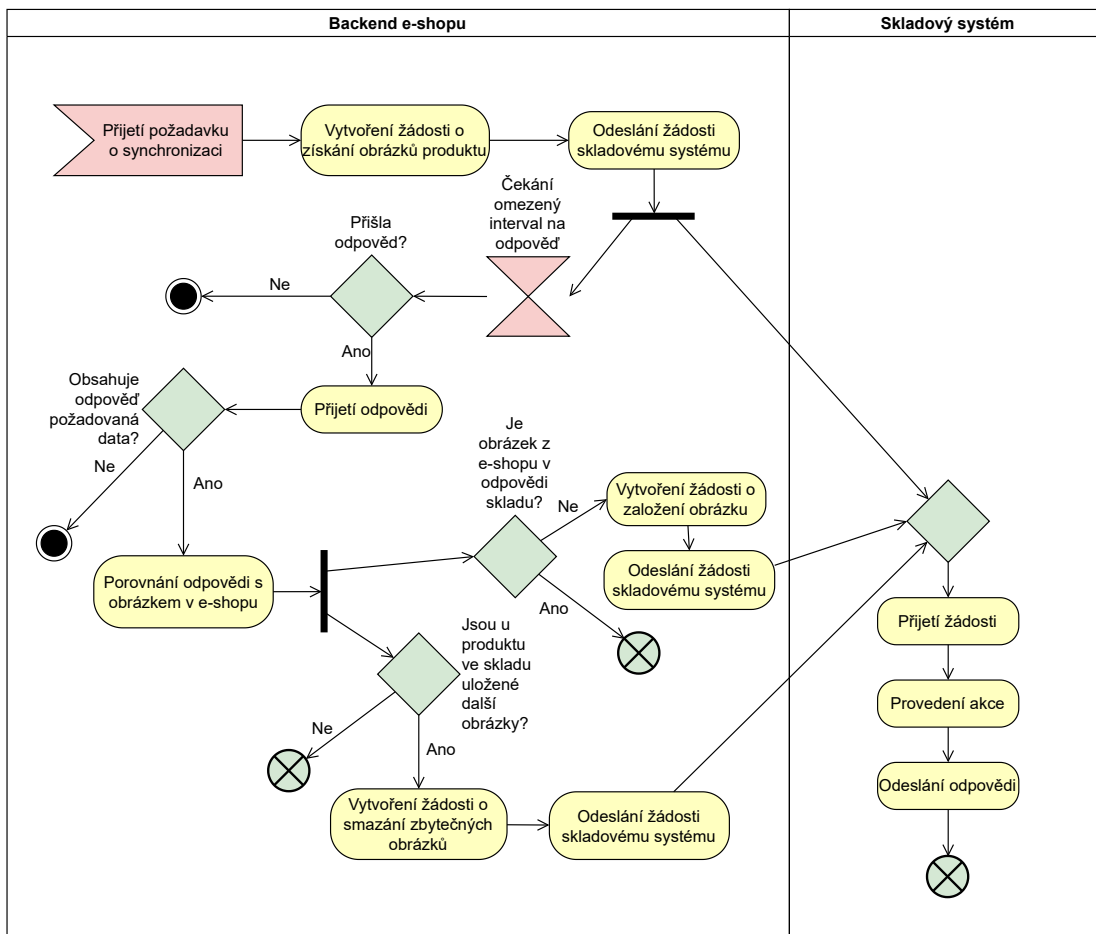 Backend e-shopu
Skladový systém
Přijetí požadavku
o synchronizaci
Vytvoření žádosti o
získání obrázků produktu
Odeslání žádosti
skladovému systému
Čekání
omezený
interval na
odpověď
Přišla
odpověd?
Ne
Ano
Přijetí odpovědi
Obsahuje
odpověď
požadovaná
data?
Ne
Ano
Porovnání odpovědi s
obrázkem v e-shopu
Je
obrázek z
e-shopu v
odpovědi
skladu?
Ne
Ano
Vytvoření žádosti o
založení obrázku
Odeslání žádosti
skladovému systému
Jsou u
produktu
ve skladu
uložené
další
obrázky?
Ne
Ano
Vytvoření žádosti o
smazání zbytečných
obrázků
Odeslání žádosti
skladovému systému
Přijetí žádosti
Provedení akce
Odeslání odpovědi